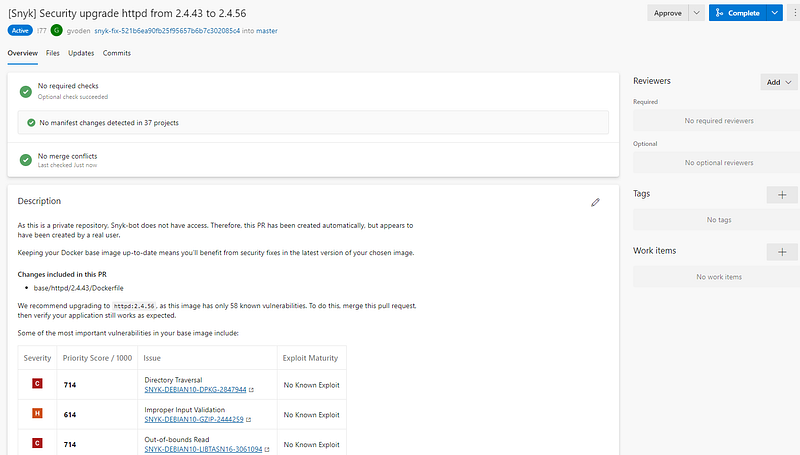 [Snyk] Security upgrade httpd from 2.4.43 to 2.4.56
Approve
Complete
Active
!77
G
gvoden
snyk-fix-521b6ea90fb25f95657b6b7c302085c4 into master
Overview
Files
Updates
Commits
No required checks
Optional check succeeded
No manifest changes detected in 37 projects
No merge conflicts
Last checked Just now
Reviewers
Add
Required
No required reviewers
Optional
No optional reviewers
Tags
No tags
Work items
No work items
Description
As this is a private repository, Snyk-bot does not have access. Therefore, this PR has been created automatically, but appears to
have been created by a real user.
Keeping your Docker base image up-to-date means you'll benefit from security fixes in the latest version of your chosen image.
Changes included in this PR
• base/httpd/2.4.43/Dockerfile
We recommend upgrading to httpd:2.4.56, as this image has only 58 known vulnerabilities. To do this, merge this pull request,
then verify your application still works as expected.
Some of the most important vulnerabilities in your base image include:
Severity Priority Score / 1000 Issue Exploit Maturity
C 714 Directory Traversal
SNYK-DEBIAN10-DPKG-2847944 No Known Exploit
H 614 Improper Input Validation
SNYK-DEBIAN10-GZIP-2444259 No Known Exploit
C 714 Out-of-bounds Read
SNYK-DEBIAN10-LIBTASN16-3061094 No Known Exploit